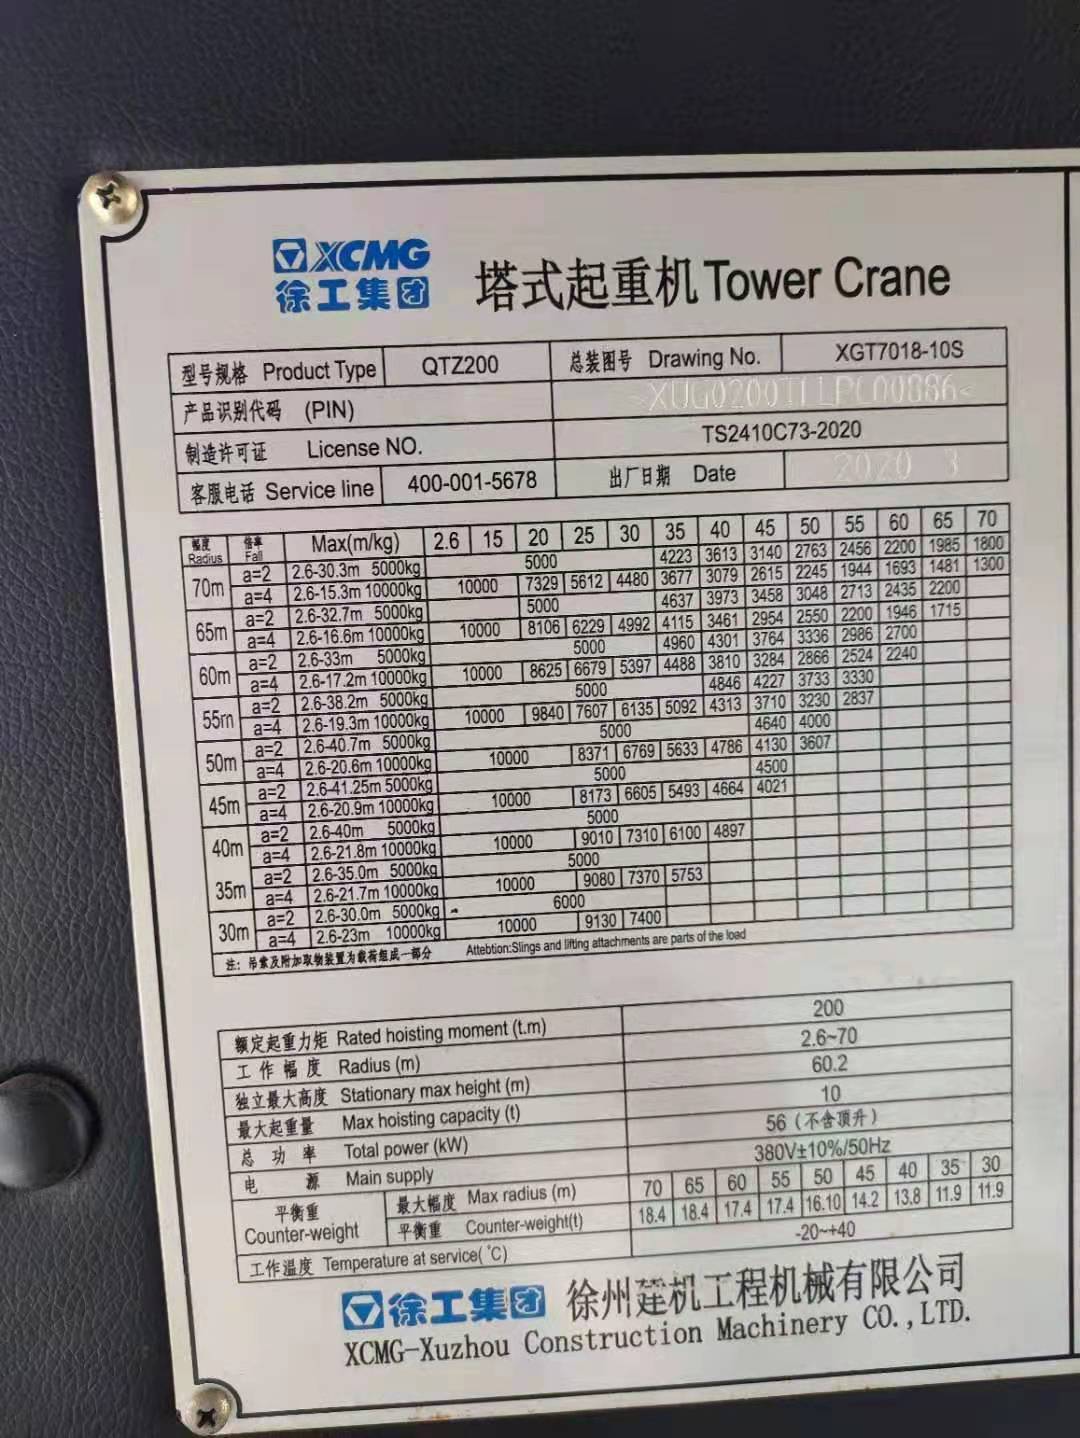 XCMG
徐工集团
塔式起重机 Tower Crane
型号规格 Product Type QTZ200 总装图号 Drawing No. XGT7018-10S
产品识别代码 (PIN)
制造许可证 License NO. TS2410C73-2020
客服电话 Service line 400-001-5678 出厂日期 Date 2020 3
幅度 Radius 倍率 Fall Max(m/kg) 2.6 15 20 25 30 35 40 45 50 55 60 65 70
70m a=2 2.6-30.3m 5000kg 5000 4223 3613 3140 2763 2456 2200 1985 1800
a=4 2.6-15.3m 10000kg 10000 7329 5612 4480 3677 3079 2615 2245 1944 1693 1481 1300
65m a=2 2.6-32.7m 5000kg 5000 4637 3973 3458 3048 2713 2435 2200
a=4 2.6-16.6m 10000kg 10000 8106 6229 4992 4115 3461 2954 2550 2200 1946 1715
60m a=2 2.6-33m 5000kg 5000 4960 4301 3764 3336 2986 2700
a=4 2.6-17.2m 10000kg 10000 8625 6679 5397 4488 3810 3284 2866 2524 2240
55m a=2 2.6-38.2m 5000kg 5000 4846 4227 3733 3330
a=4 2.6-19.3m 10000kg 10000 9840 7607 6135 5092 4313 3710 3230 2837
50m a=2 2.6-40.7m 5000kg 5000 4640 4000
a=4 2.6-20.6m 10000kg 10000 8371 6769 5633 4786 4130 3607
45m a=2 2.6-41.25m 5000kg 5000 4500
a=4 2.6-20.9m 10000kg 10000 8173 6605 5493 4664 4021
40m a=2 2.6-40m 5000kg 5000
a=4 2.6-21.8m 10000kg 10000 9010 7310 6100 4897
35m a=2 2.6-35.0m 5000kg 5000
a=4 2.6-21.7m 10000kg 10000 9080 7370 5753
30m a=2 2.6-30.0m 5000kg 6000
a=4 2.6-23m 10000kg 10000 9130 7400
注: 吊索及附加取物装置为载荷组成一部分 Attebtion:Slings and lifting attachments are parts of the load
额定起重力矩 Rated hoisting moment (t.m) 200
工作幅度 Radius (m) 2.6~70
独立最大高度 Stationary max height (m) 60.2
最大起重量 Max hoisting capacity (t) 10
总功率 Total power (kW) 56 (不含顶升)
电源 Main supply 380V±10%/50Hz
平衡重 Counter-weight 最大幅度 Max radius (m) 70 65 60 55 50 45 40 35 30
平衡重 Counter-weight(t) 18.4 18.4 17.4 17.4 16.10 14.2 13.8 11.9 11.9
工作温度 Temperature at service(℃) -20~+40
徐工集团 徐州建机工程机械有限公司
XCMG-Xuzhou Construction Machinery CO.,LTD.